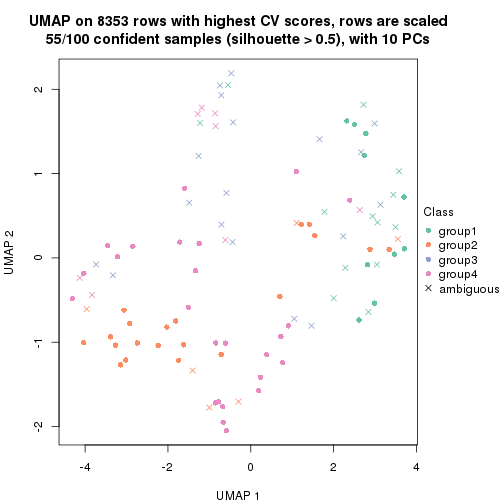 UMAP on 8353 rows with highest CV scores, rows are scaled
55/100 confident samples (silhouette > 0.5), with 10 PCs
2
1
0
-1
-2
UMAP 2
-4
-2
0
2
4
UMAP 1
Class
group1
group2
group3
group4
ambiguous